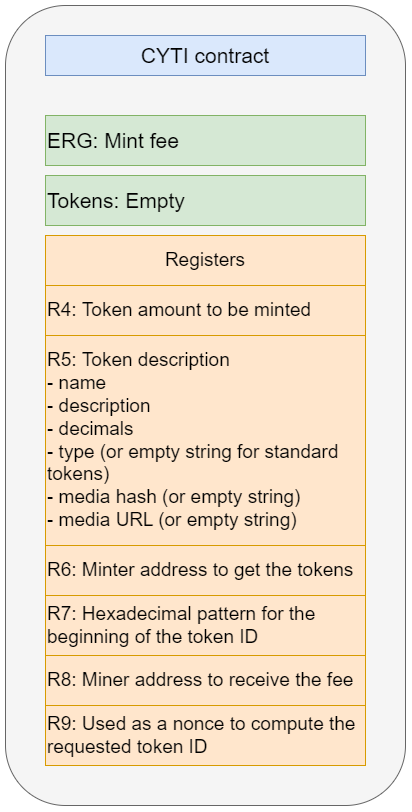 CYTI contract
ERG: Mint fee
Tokens: Empty
Registers
R4: Token amount to be minted
R5: Token description
- name
- description
- decimals
- type (or empty string for standard
tokens)
- media hash (or empty string)
- media URL (or empty string)
R6: Minter address to get the tokens
R7: Hexadecimal pattern for the
beginning of the token ID
R8: Miner address to receive the fee
R9: Used as a nonce to compute the
requested token ID